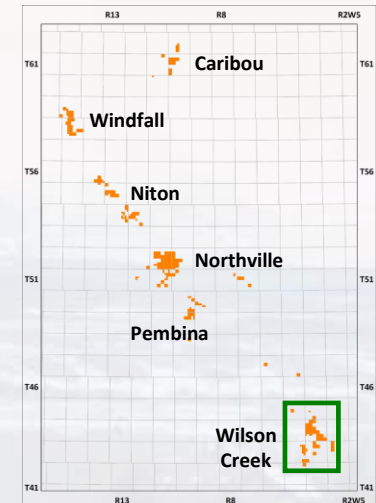 R13 R8 R2W5
T61 T61
Caribou
Windfall
T56 T56
Niton
Northville
T51 T51
Pembina
T46 T46
Wilson
Creek
T41 T41
R13 R8 R2W5